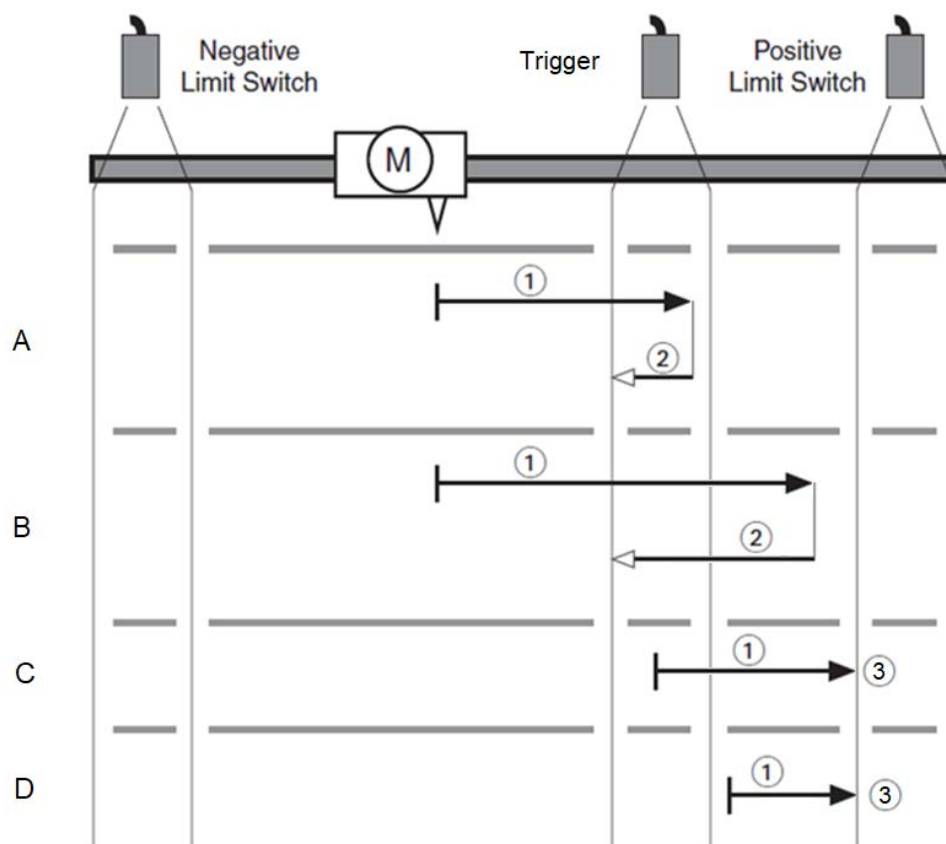 Negative
Limit Switch
Trigger
Positive
Limit Switch
M
1
A
2
1
B
2
1
C
3
1
D
3